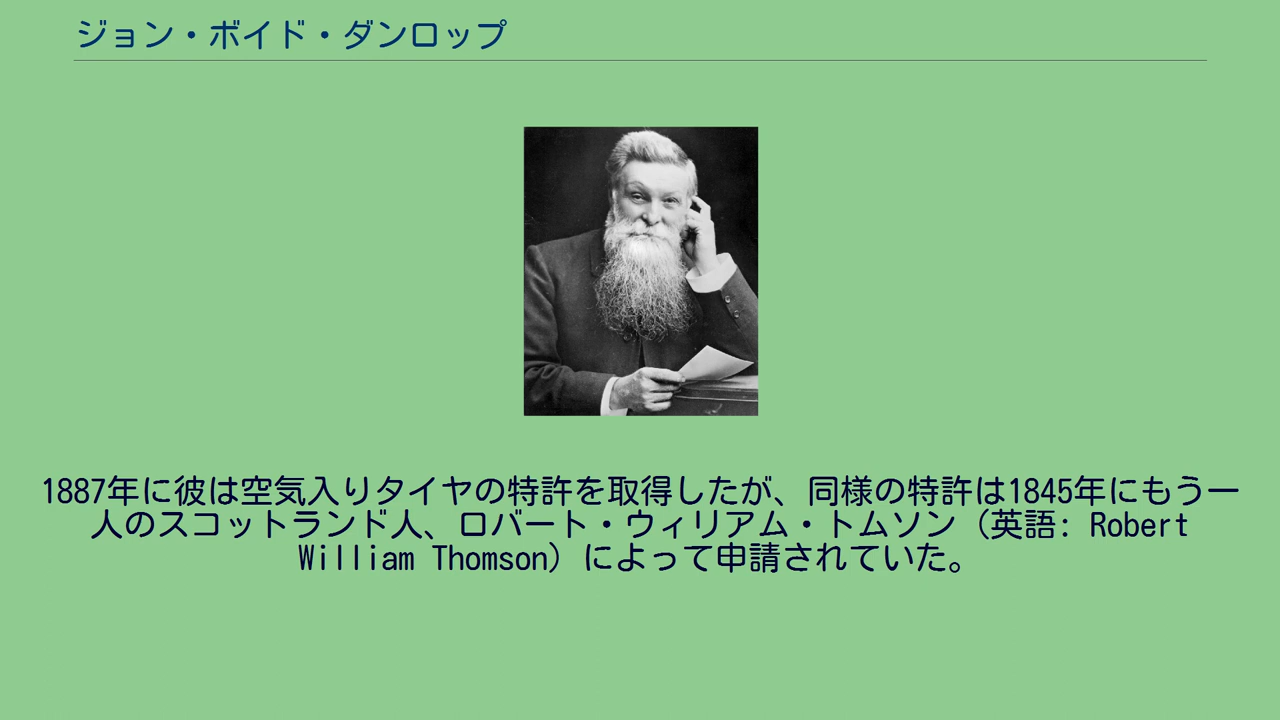 ジョン・ボイド・ダンロップ
1887年に彼は空気入りタイヤの特許を取得したが、同様の特許は1845年にもう一
人のスコットランド人、ロバート・ウィリアム・トムソン（英語: Robert
William Thomson）によって申請されていた。